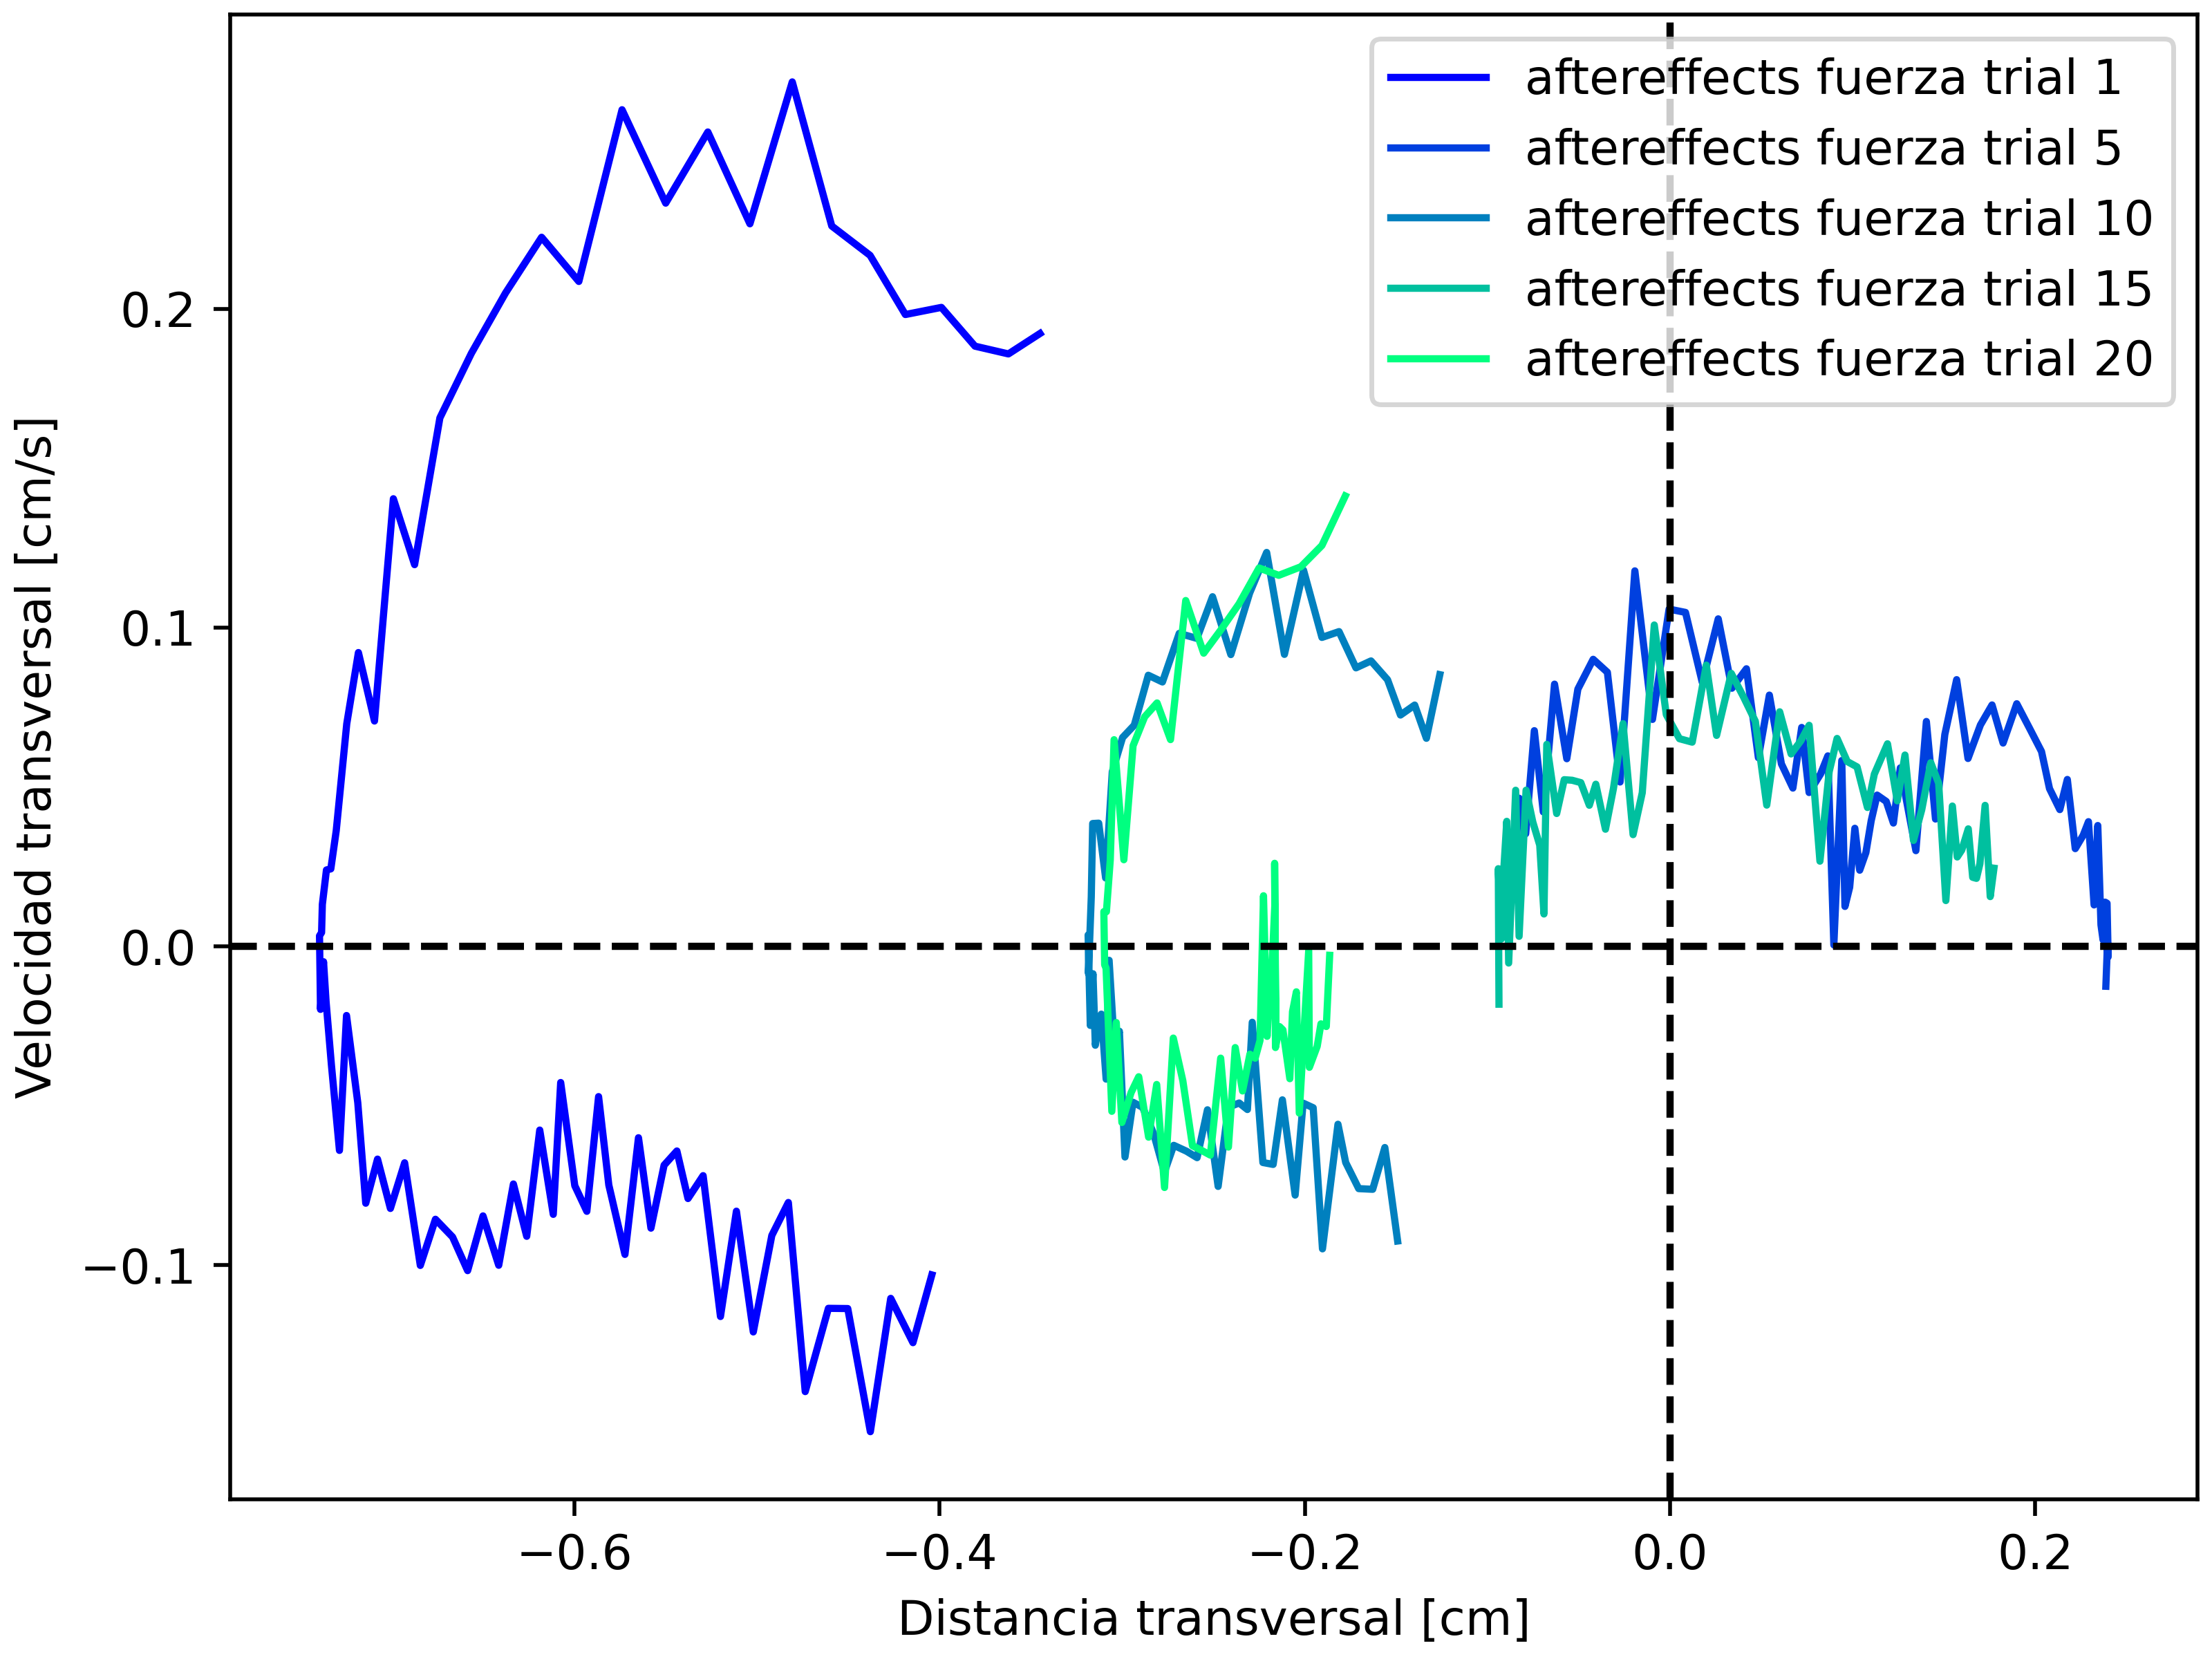 aftereffects fuerza trial 1
aftereffects fuerza trial 5
aftereffects fuerza trial 10
aftereffects fuerza trial 15
aftereffects fuerza trial 20
Velocidad transversal [cm/s]
0.2
0.1
0.0
−0.1
−0.6
−0.4
−0.2
0.0
0.2
Distancia transversal [cm]